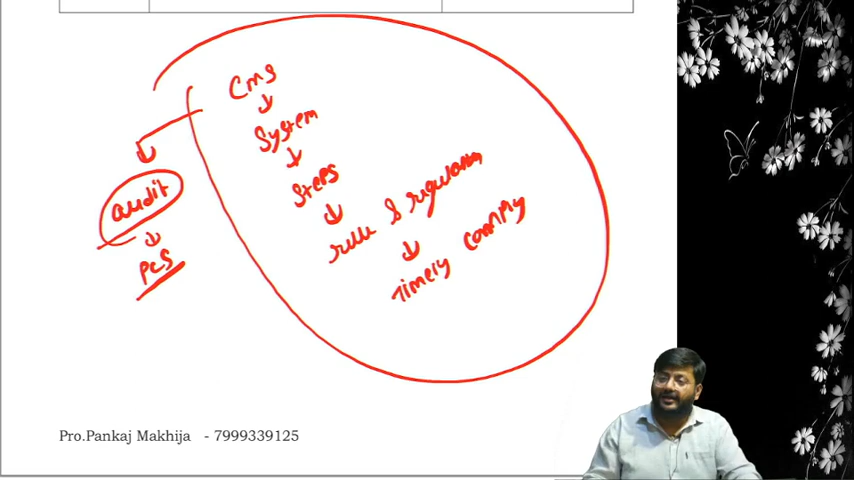 CMS
System
Steps
rule & regulation
Timely comply
audit
PCS
Pro.Pankaj Makhija - 7999339125